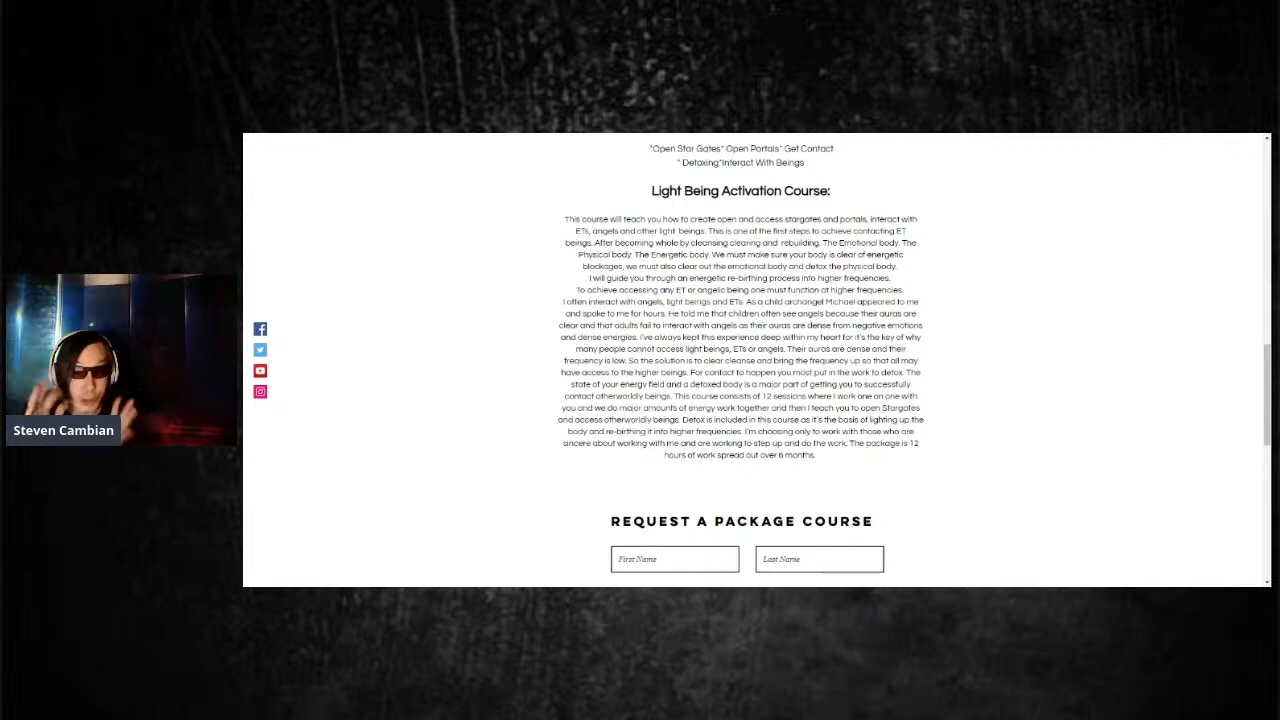 *Open Star Gates* Open Portals* Get Contact
* Detoxing*Interact With Beings
Light Being Activation Course:
This course will teach you how to create open and access stargates and portals, interact with
ETs, angels and other light beings. This is one of the first steps to achieve contacting ET
beings. After becoming whole by cleansing clearing and rebuilding. The Emotional body. The
Physical body. The Energetic body. We must make sure your body is clear of energetic
blockages, we must also clear out the emotional body and detox the physical body.
I will guide you through an energetic re-birthing process into higher frequencies.
To achieve accessing any ET or angelic being one must function at higher frequencies.
I often interact with angels, light beings and ETs. As a child archangel Michael appeared to me
and spoke to me for hours. He told me that children often see angels because their auras are
clear and that adults fail to interact with angels as their auras are dense from negative emotions
and dense energies. I've always kept this experience deep within my heart for it's the key of why
many people cannot access light beings, ETs or angels. Their auras are dense and their
frequency is low. So the solution is to clear cleanse and bring the frequency up so that all may
have access to the higher beings. For contact to happen you most put in the work to detox. The
state of your energy field and a detoxed body is a major part of getting you to successfully
contact otherworldly beings. This course consists of 12 sessions where I work one on one with
you and we do major amounts of energy work together and then I teach you to open Stargates
and access otherworldly beings. Detox is included in this course as it's the basis of lighting up the
body and re-birthing it into higher frequencies. I'm choosing only to work with those who are
sincere about working with me and are working to step up and do the work. The package is 12
hours of work spread out over 6 months.
Steven Cambian
REQUEST A PACKAGE COURSE
First Name
Last Name